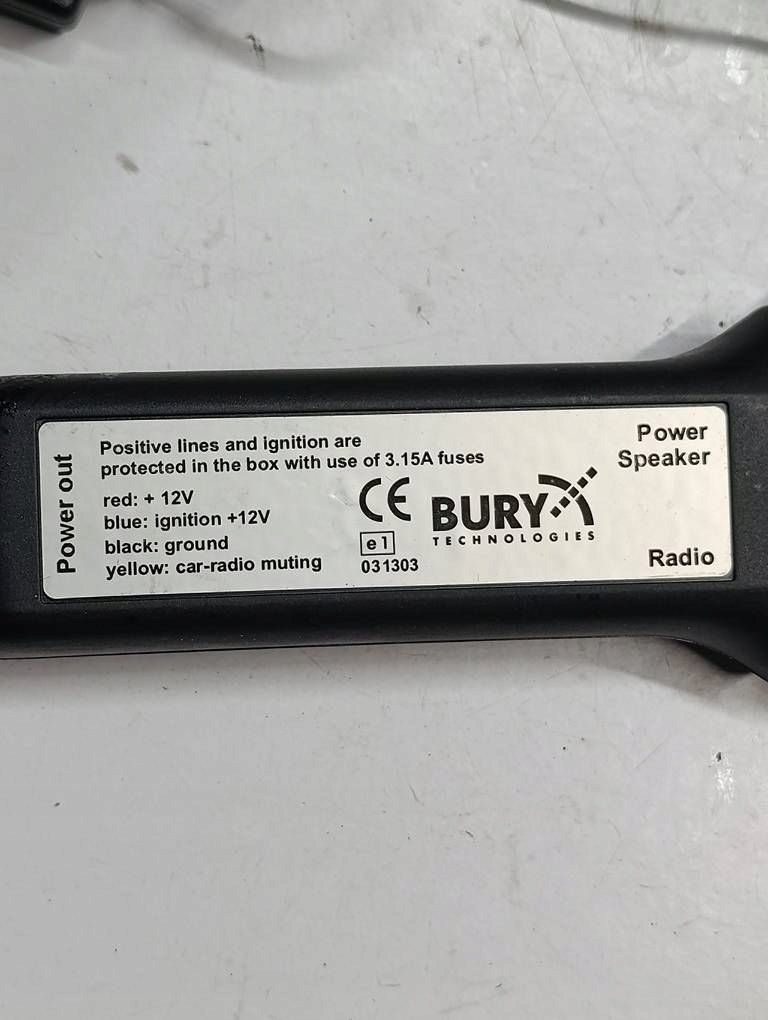 Power out
Positive lines and ignition are
protected in the box with use of 3.15A fuses
red: + 12V
blue: ignition +12V
black: ground
yellow: car-radio muting
CE
e1
031303
BURY
TECHNOLOGIES
Power
Speaker
Radio